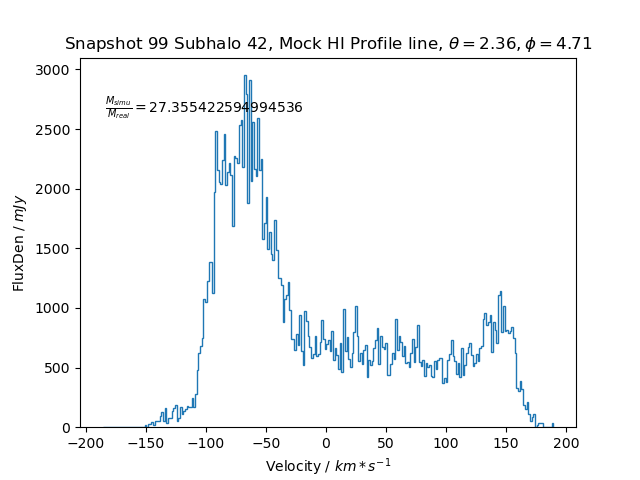 Snapshot 99 Subhalo 42, Mock HI Profile line, θ = 2.36, ϕ = 4.71
M_simu/M_real = 27.355422594994536
FluxDen / mJy
3000
2500
2000
1500
1000
500
0
−200 −150 −100 −50 0 50 100 150 200
Velocity / km * s⁻¹